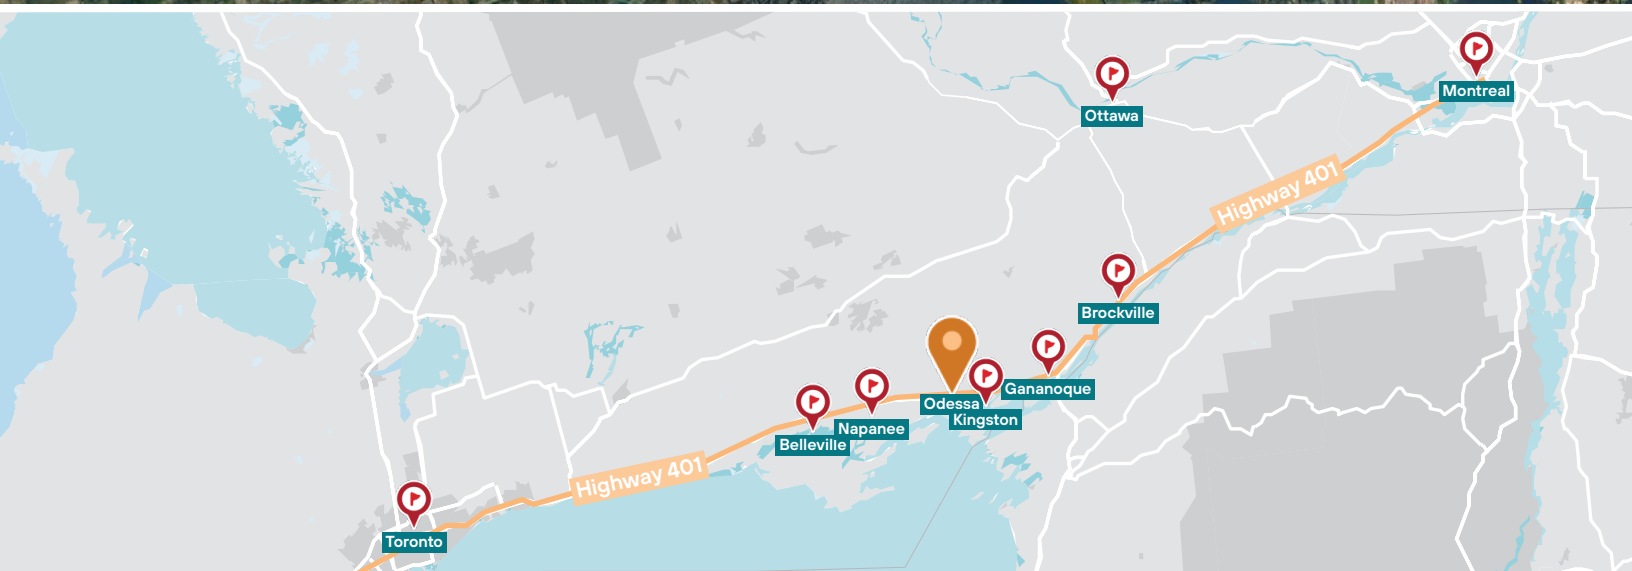 Montreal
Ottawa
Highway 401
Brockville
Gananoque
Odessa
Kingston
Napanee
Belleville
Highway 401
Toronto